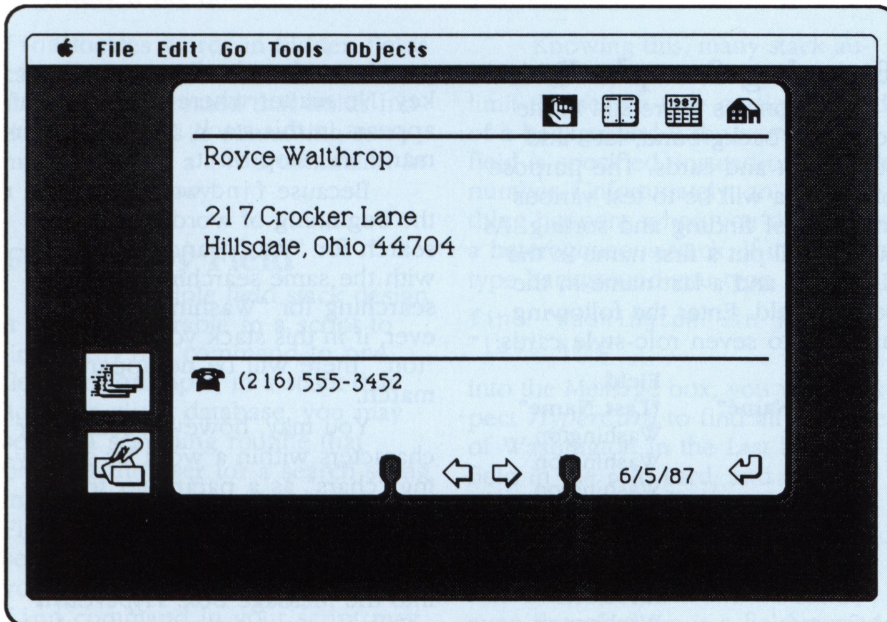 File Edit Go Tools Objects
1987
Royce Walthrop
217 Crocker Lane
Hillsdale, Ohio 44704
(216) 555-3452
6/5/87